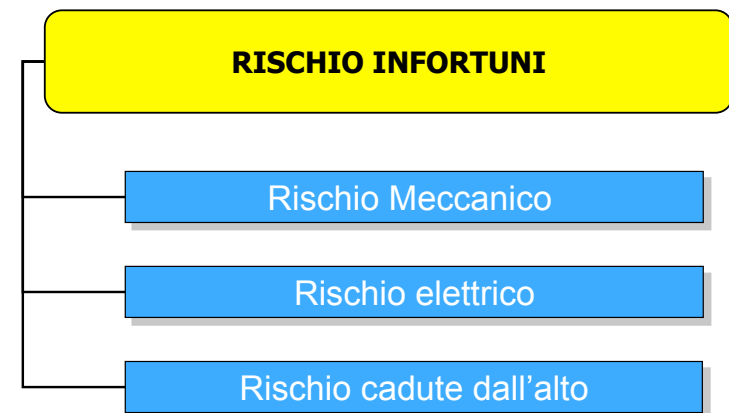 RISCHIO INFORTUNI
Rischio Meccanico
Rischio elettrico
Rischio cadute dall’alto